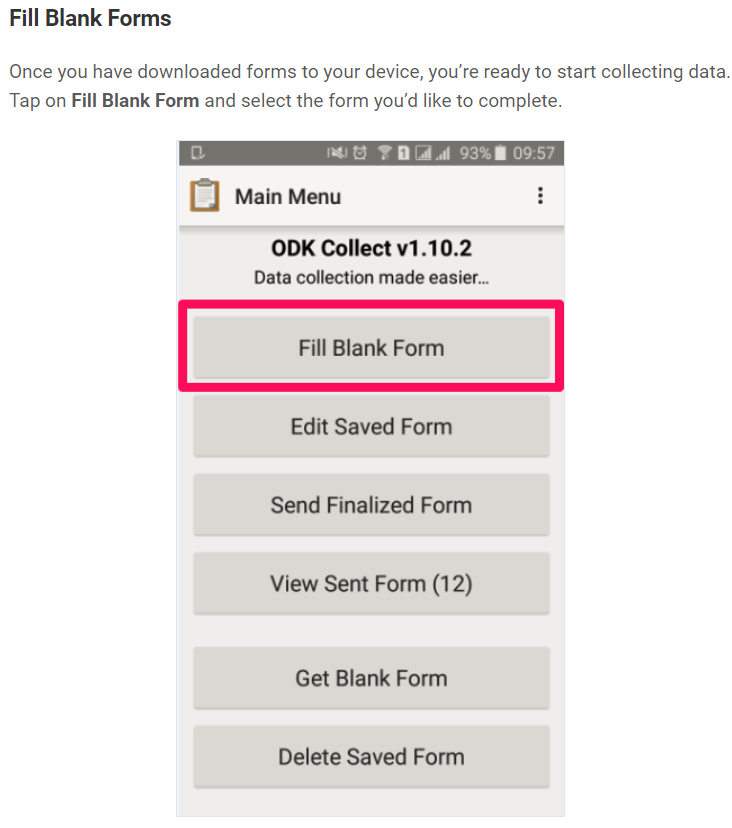 Fill Blank Forms
Once you have downloaded forms to your device, you’re ready to start collecting data.
Tap on Fill Blank Form and select the form you’d like to complete.
1 93% 09:57
Main Menu
ODK Collect v1.10.2
Data collection made easier...
Fill Blank Form
Edit Saved Form
Send Finalized Form
View Sent Form (12)
Get Blank Form
Delete Saved Form